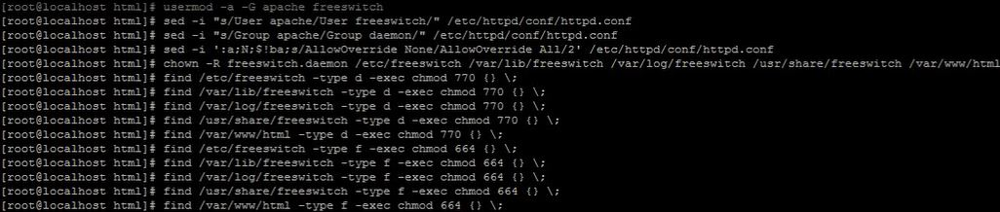 [root@localhost html]# usermod -a -G apache freeswitch
[root@localhost html]# sed -i "s/User apache/User freeswitch/" /etc/httpd/conf/httpd.conf
[root@localhost html]# sed -i "s/Group apache/Group daemon/" /etc/httpd/conf/httpd.conf
[root@localhost html]# sed -i ':a;N;$!ba;s/AllowOverride None/AllowOverride All/2' /etc/httpd/conf/httpd.conf
[root@localhost html]# chown -R freeswitch.daemon /etc/freeswitch /var/lib/freeswitch /var/log/freeswitch /usr/share/freeswitch /var/www/html
[root@localhost html]# find /etc/freeswitch -type d -exec chmod 770 {} \;
[root@localhost html]# find /var/lib/freeswitch -type d -exec chmod 770 {} \;
[root@localhost html]# find /var/log/freeswitch -type d -exec chmod 770 {} \;
[root@localhost html]# find /usr/share/freeswitch -type d -exec chmod 770 {} \;
[root@localhost html]# find /var/www/html -type d -exec chmod 770 {} \;
[root@localhost html]# find /etc/freeswitch -type f -exec chmod 664 {} \;
[root@localhost html]# find /var/lib/freeswitch -type f -exec chmod 664 {} \;
[root@localhost html]# find /var/log/freeswitch -type f -exec chmod 664 {} \;
[root@localhost html]# find /usr/share/freeswitch -type f -exec chmod 664 {} \;
[root@localhost html]# find /var/www/html -type f -exec chmod 664 {} \;